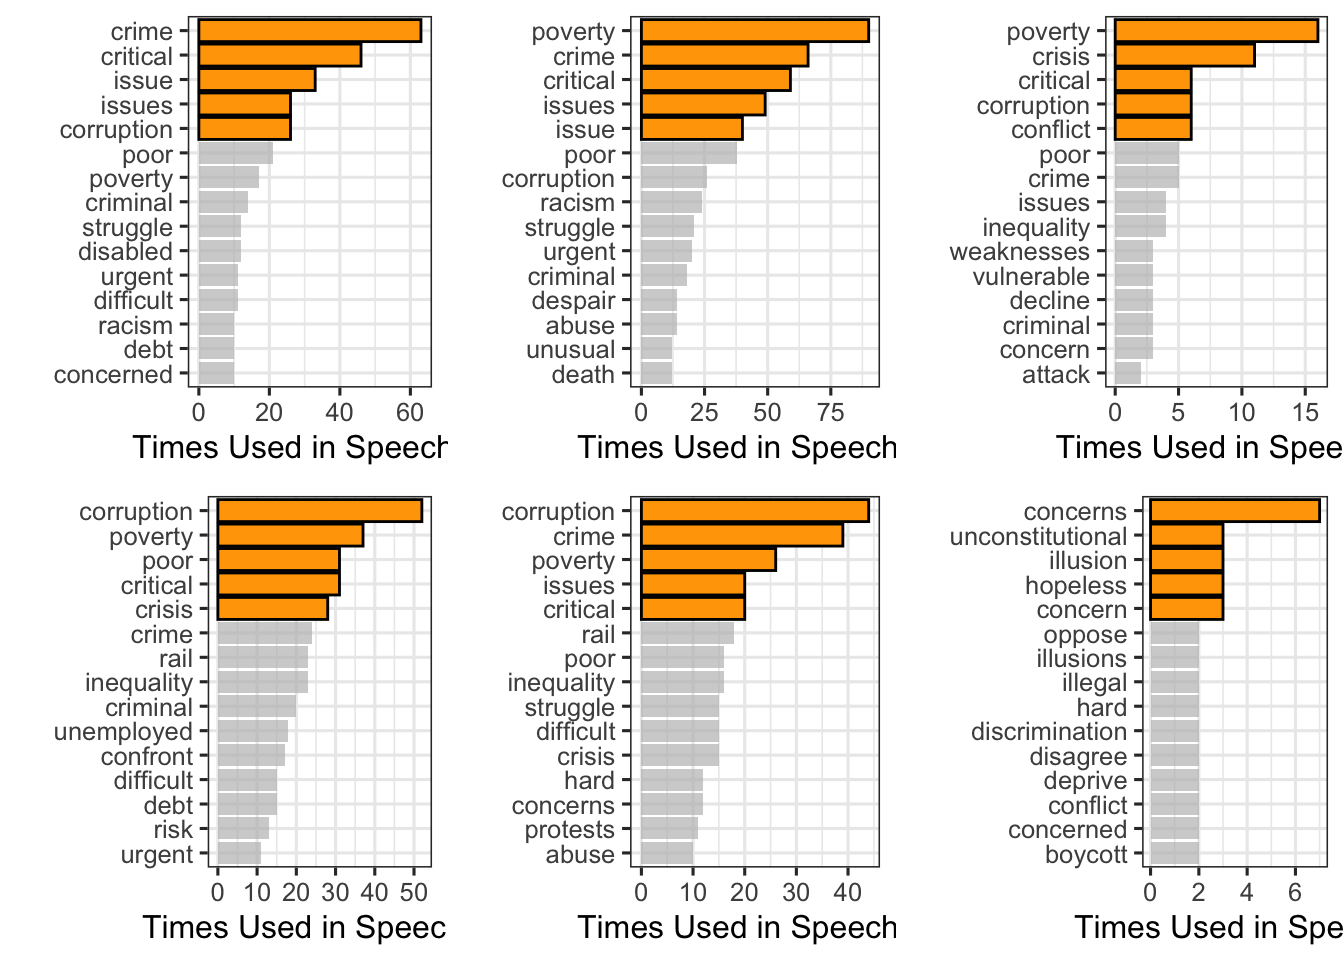 crime
critical
issue
issues
corruption
poor
poverty
criminal
struggle
disabled
urgent
difficult
racism
debt
concerned
0 20 40 60
Times Used in Speech
poverty
crime
critical
issues
issue
poor
corruption
racism
struggle
urgent
criminal
despair
abuse
unusual
death
0 25 50 75
Times Used in Speech
poverty
crisis
critical
corruption
conflict
poor
crime
issues
inequality
weaknesses
vulnerable
decline
criminal
concern
attack
0 5 10 15
Times Used in Spee
corruption
poverty
poor
critical
crisis
crime
rail
inequality
criminal
unemployed
confront
difficult
debt
risk
urgent
0 10 20 30 40 50
Times Used in Speec
corruption
crime
poverty
issues
critical
rail
poor
inequality
struggle
difficult
crisis
hard
concerns
protests
abuse
0 10 20 30 40
Times Used in Speech
concerns
unconstitutional
illusion
hopeless
concern
oppose
illusions
illegal
hard
discrimination
disagree
deprive
conflict
concerned
boycott
0 2 4 6
Times Used in Spe